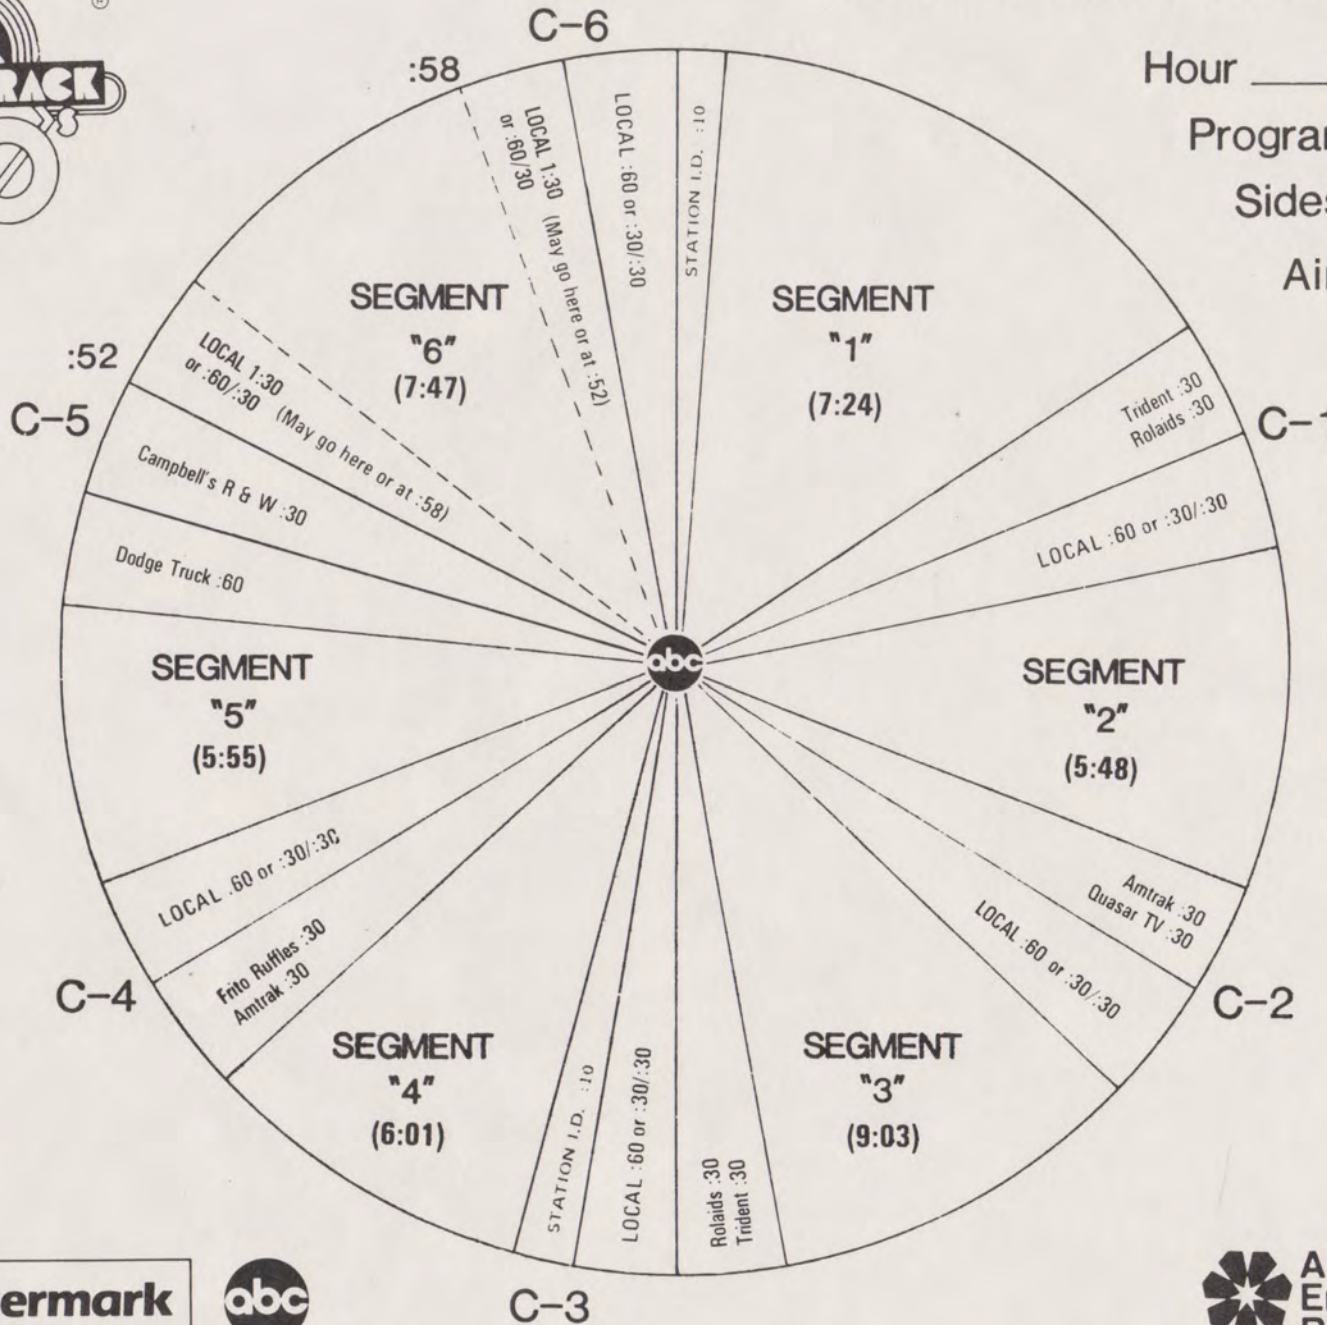 C-6
:58
RACK
®
Hour
LOCAL 1:30 (May go here or at :52)
or :60/30
LOCAL :60 or :30/:30
STATION I.D. :10
SEGMENT
"1"
(7:24)
Trident :30
Rolaids :30
C-1
LOCAL :60 or :30/:30
SEGMENT
"2"
(5:48)
Amtrak :30
Quasar TV :30
C-2
LOCAL :60 or :30/:30
SEGMENT
"3"
(9:03)
Rolaids :30
Trident :30
C-3
LOCAL :60 or :30/:30
STATION I.D. :10
SEGMENT
"4"
(6:01)
Frito Ruffles :30
Amtrak :30
C-4
LOCAL :60 or :30/:30
SEGMENT
"5"
(5:55)
Dodge Truck :60
Campbell's R & W :30
C-5
:52
LOCAL 1:30
or :60/:30 (May go here or at :58)
SEGMENT
"6"
(7:47)
abc
ermark
abc